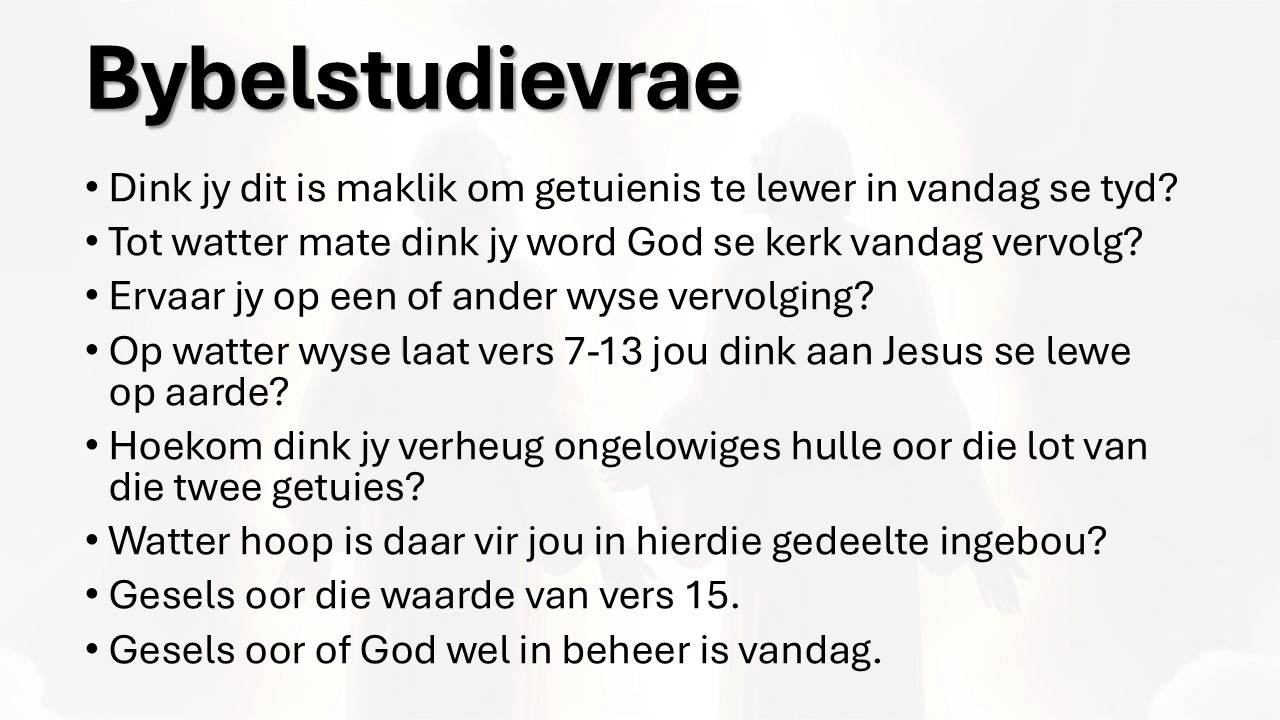 Bybelstudievrae
• Dink jy dit is maklik om getuienis te lewer in vandag se tyd?
• Tot watter mate dink jy word God se kerk vandag vervolg?
• Ervaar jy op een of ander wyse vervolging?
• Op watter wyse laat vers 7-13 jou dink aan Jesus se lewe
op aarde?
• Hoekom dink jy verheug ongelowiges hulle oor die lot van
die twee getuies?
• Watter hoop is daar vir jou in hierdie gedeelte ingebou?
• Gesels oor die waarde van vers 15.
• Gesels oor of God wel in beheer is vandag.